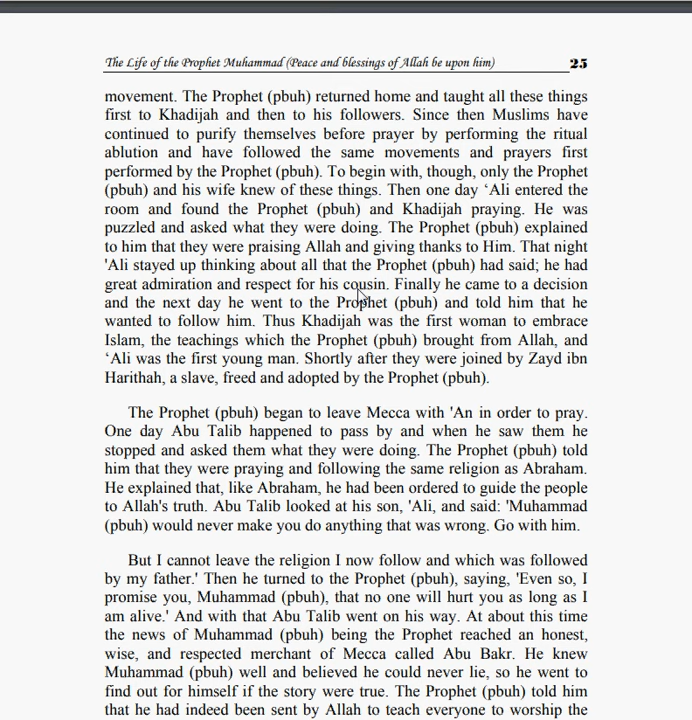 The Life of the Prophet Muhammad (Peace and blessings of Allah be upon him) 25
movement. The Prophet (pbuh) returned home and taught all these things
first to Khadijah and then to his followers. Since then Muslims have
continued to purify themselves before prayer by performing the ritual
ablution and have followed the same movements and prayers first
performed by the Prophet (pbuh). To begin with, though, only the Prophet
(pbuh) and his wife knew of these things. Then one day ‘Ali entered the
room and found the Prophet (pbuh) and Khadijah praying. He was
puzzled and asked what they were doing. The Prophet (pbuh) explained
to him that they were praising Allah and giving thanks to Him. That night
'Ali stayed up thinking about all that the Prophet (pbuh) had said; he had
great admiration and respect for his cousin. Finally he came to a decision
and the next day he went to the Prophet (pbuh) and told him that he
wanted to follow him. Thus Khadijah was the first woman to embrace
Islam, the teachings which the Prophet (pbuh) brought from Allah, and
‘Ali was the first young man. Shortly after they were joined by Zayd ibn
Harithah, a slave, freed and adopted by the Prophet (pbuh).
The Prophet (pbuh) began to leave Mecca with 'An in order to pray.
One day Abu Talib happened to pass by and when he saw them he
stopped and asked them what they were doing. The Prophet (pbuh) told
him that they were praying and following the same religion as Abraham.
He explained that, like Abraham, he had been ordered to guide the people
to Allah's truth. Abu Talib looked at his son, 'Ali, and said: 'Muhammad
(pbuh) would never make you do anything that was wrong. Go with him.
But I cannot leave the religion I now follow and which was followed
by my father.' Then he turned to the Prophet (pbuh), saying, 'Even so, I
promise you, Muhammad (pbuh), that no one will hurt you as long as I
am alive.' And with that Abu Talib went on his way. At about this time
the news of Muhammad (pbuh) being the Prophet reached an honest,
wise, and respected merchant of Mecca called Abu Bakr. He knew
Muhammad (pbuh) well and believed he could never lie, so he went to
find out for himself if the story were true. The Prophet (pbuh) told him
that he had indeed been sent by Allah to teach everyone to worship the